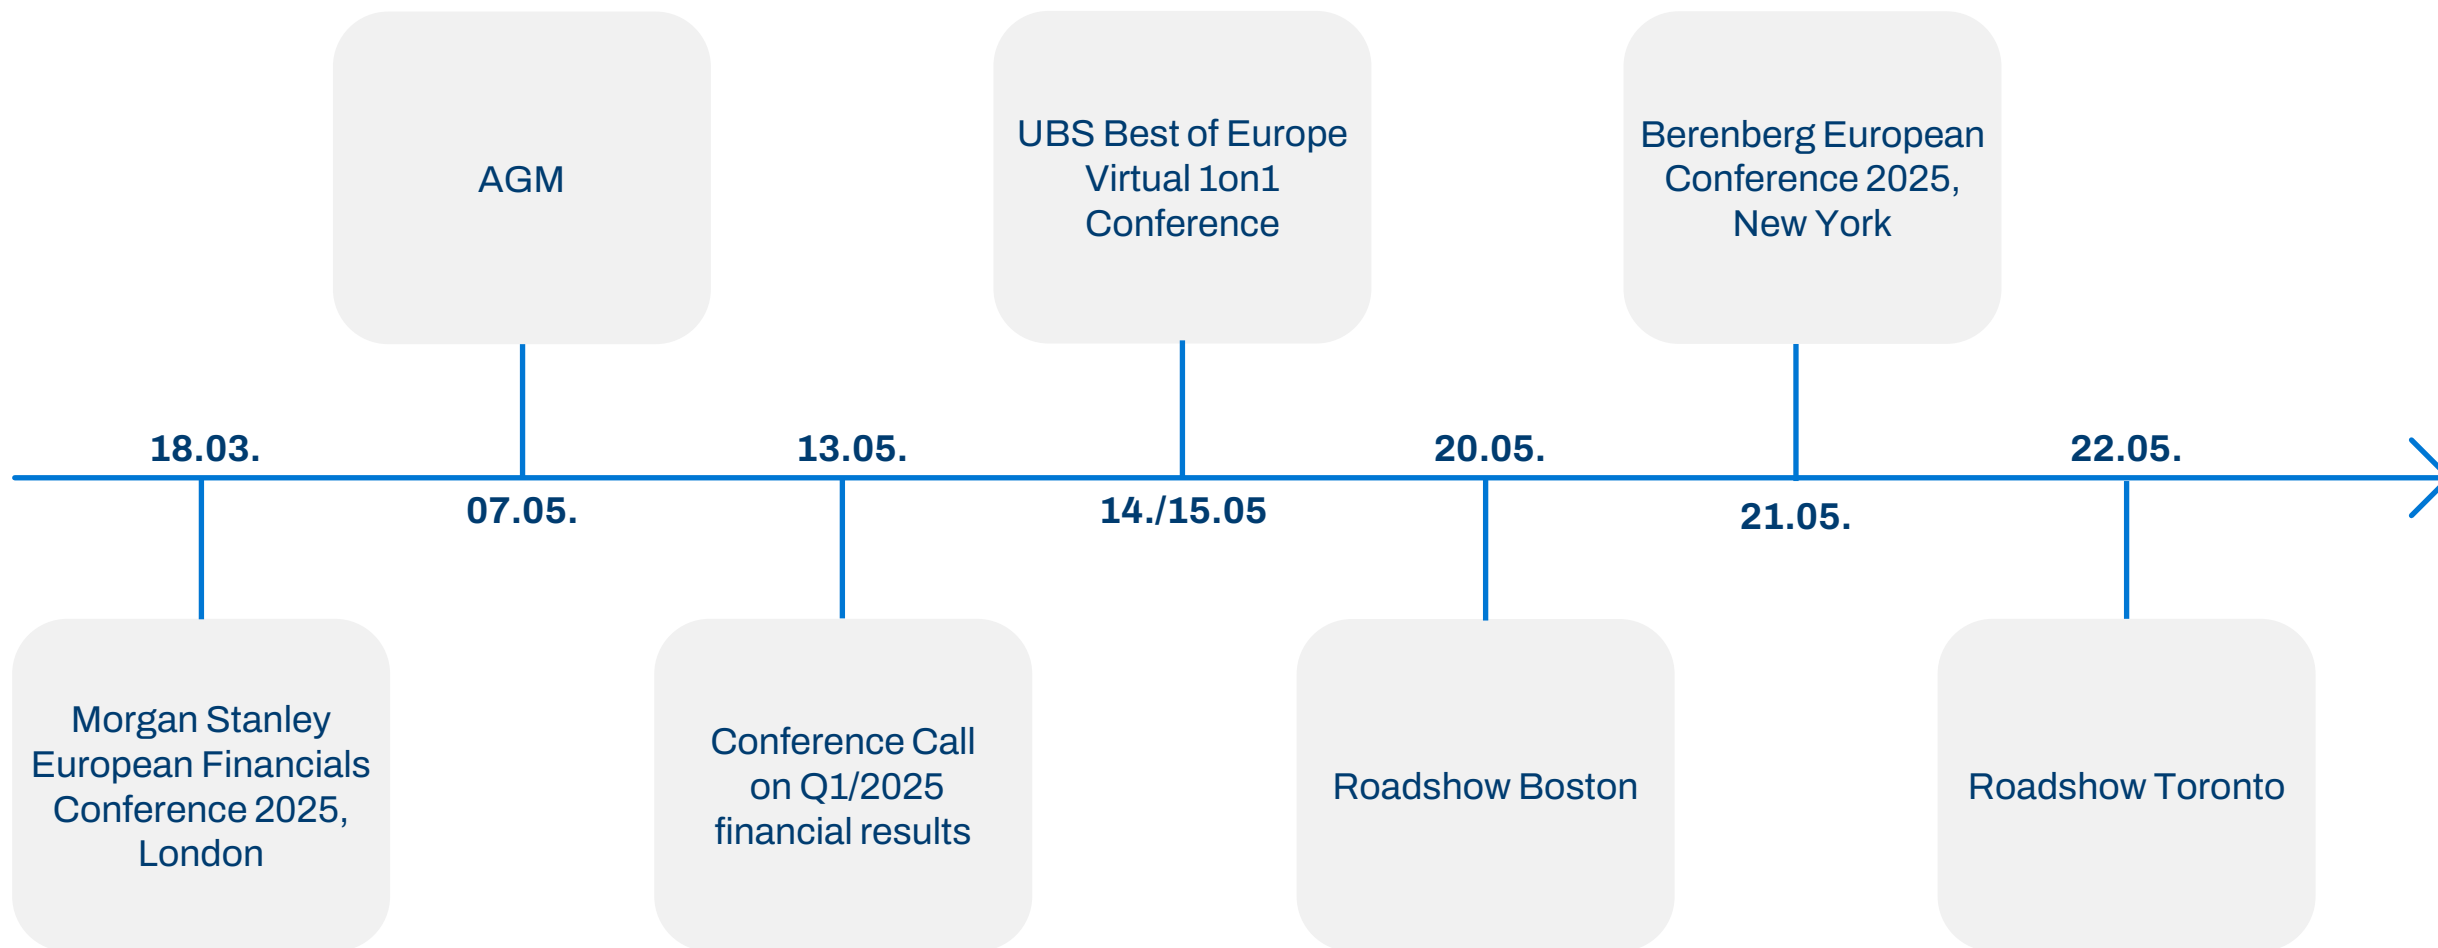 AGM
UBS Best of Europe
Virtual 1on1
Conference
Berenberg European
Conference 2025,
New York
18.03.
13.05.
20.05.
22.05.
07.05.
14./15.05
21.05.
Morgan Stanley
European Financials
Conference 2025,
London
Conference Call
on Q1/2025
financial results
Roadshow Boston
Roadshow Toronto